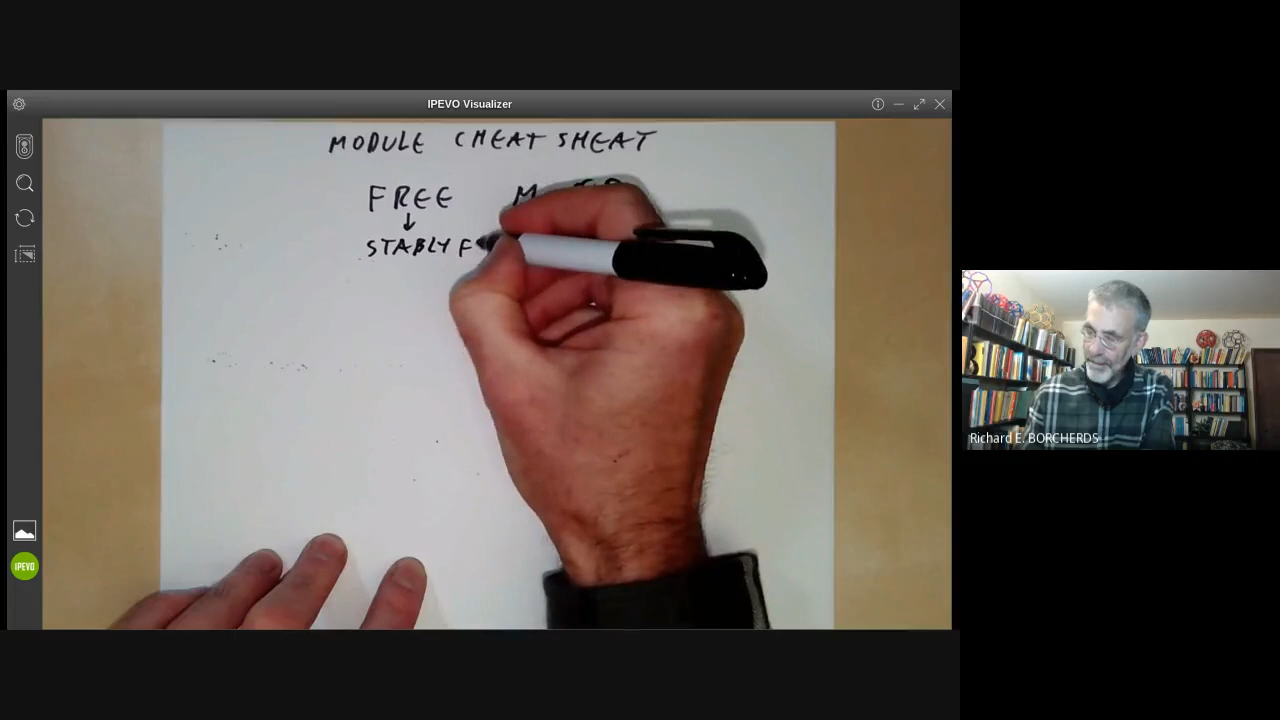 IPEVO Visualizer
MODULE CHEAT SHEAT
FREE
STABLY F
IPEVO
Richard E. BORCHERDS